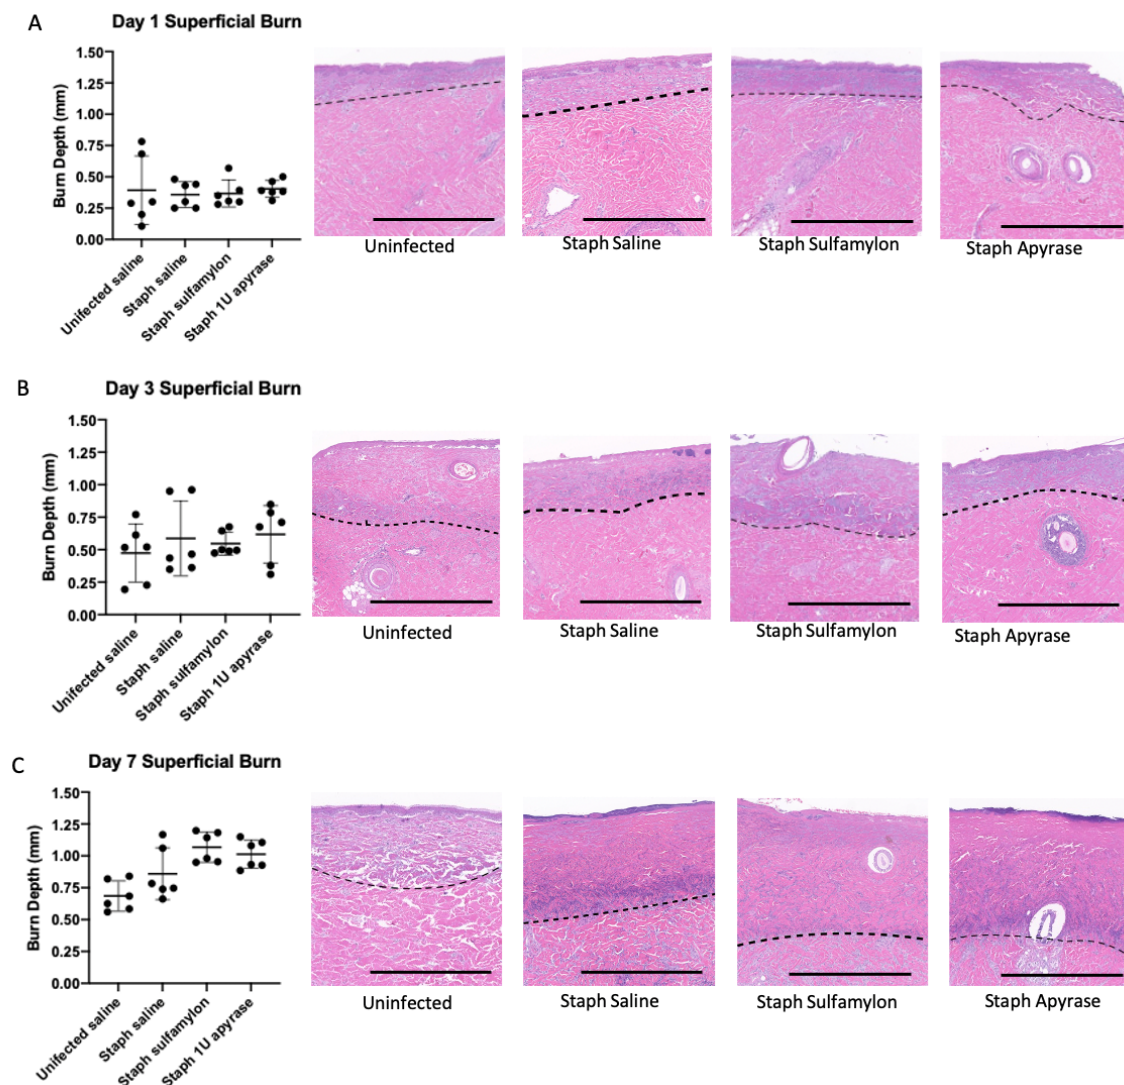 A
Day 1 Superficial Burn
Burn Depth (mm)
1.50
1.25
1.00
0.75
0.50
0.25
0.00
Unifected saline
Staph saline
Staph sulfamylon
Staph 1U apyrase
Uninfected
Staph Saline
Staph Sulfamylon
Staph Apyrase
B
Day 3 Superficial Burn
Burn Depth (mm)
1.50
1.25
1.00
0.75
0.50
0.25
0.00
Unifected saline
Staph saline
Staph sulfamylon
Staph 1U apyrase
Uninfected
Staph Saline
Staph Sulfamylon
Staph Apyrase
C
Day 7 Superficial Burn
Burn Depth (mm)
1.50
1.25
1.00
0.75
0.50
0.25
0.00
Unifected saline
Staph saline
Staph sulfamylon
Staph 1U apyrase
Uninfected
Staph Saline
Staph Sulfamylon
Staph Apyrase